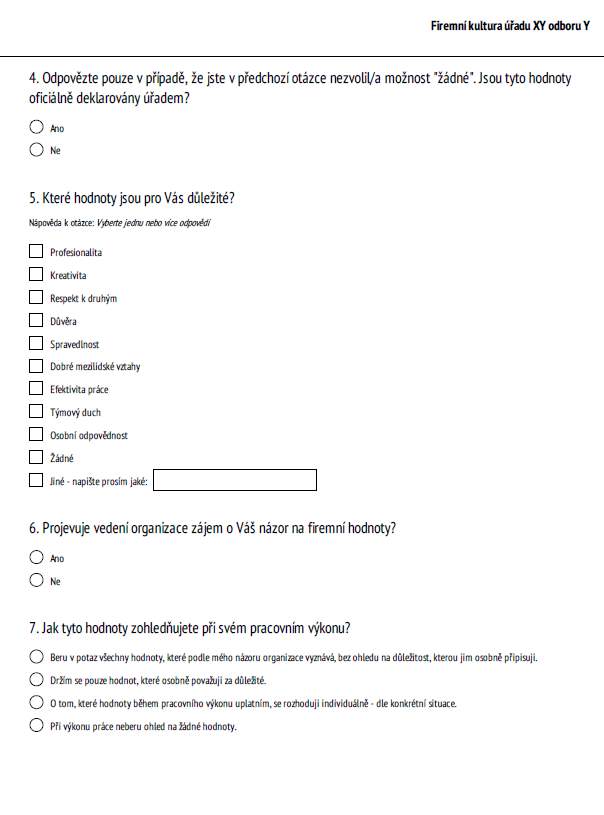 Firemní kultura úřadu XY odboru Y
4. Odpovězte pouze v případě, že jste v předchozí otázce nezvolil/a možnost "žádné". Jsou tyto hodnoty
oficiálně deklarovány úřadem?
Ano
Ne
5. Které hodnoty jsou pro Vás důležité?
Nápověda k otázce: Vyberte jednu nebo více odpovědí
Profesionalita
Kreativita
Respekt k druhým
Důvěra
Spravedlnost
Dobré mezilidské vztahy
Efektivita práce
Týmový duch
Osobní odpovědnost
Žádné
Jiné - napište prosím jaké:
6. Projevuje vedení organizace zájem o Váš názor na firemní hodnoty?
Ano
Ne
7. Jak tyto hodnoty zohledňujete při svém pracovním výkonu?
Beru v potaz všechny hodnoty, které podle mého názoru organizace vyznává, bez ohledu na důležitost, kterou jim osobně připisuji.
Držím se pouze hodnot, které osobně považuji za důležité.
O tom, které hodnoty během pracovního výkonu uplatním, se rozhoduji individuálně - dle konkrétní situace.
Při výkonu práce neberu ohled na žádné hodnoty.